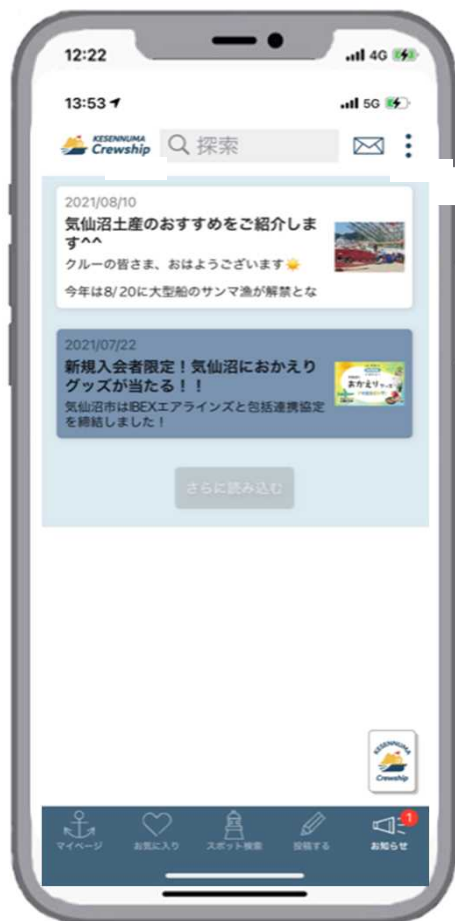 12:22
4G
13:53
5G
KESENNUMA
Crewship
探索
2021/08/10
気仙沼土産のおすすめをご紹介しま
す^^
クルーの皆さま、おはようございます☀️
今年は8/20に大型船のサンマ漁が解禁とな
2021/07/22
新規入会者限定！気仙沼におかえり
グッズが当たる！！
気仙沼市はIBEXエアラインズと包括連携協定
を締結しました！
おかえり
さらに読み込む
KESENNUMA
Crewship
マイページ
お気に入り
スポット検索
投稿する
お知らせ
1